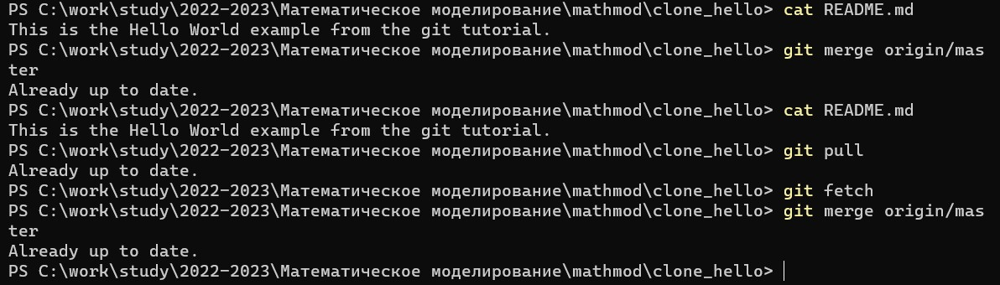 PS C:\work\study\2022-2023\Математическое моделирование\mathmod\clone_hello> cat README.md
This is the Hello World example from the git tutorial.
PS C:\work\study\2022-2023\Математическое моделирование\mathmod\clone_hello> git merge origin/mas
ter
Already up to date.
PS C:\work\study\2022-2023\Математическое моделирование\mathmod\clone_hello> cat README.md
This is the Hello World example from the git tutorial.
PS C:\work\study\2022-2023\Математическое моделирование\mathmod\clone_hello> git pull
Already up to date.
PS C:\work\study\2022-2023\Математическое моделирование\mathmod\clone_hello> git fetch
PS C:\work\study\2022-2023\Математическое моделирование\mathmod\clone_hello> git merge origin/mas
ter
Already up to date.
PS C:\work\study\2022-2023\Математическое моделирование\mathmod\clone_hello>